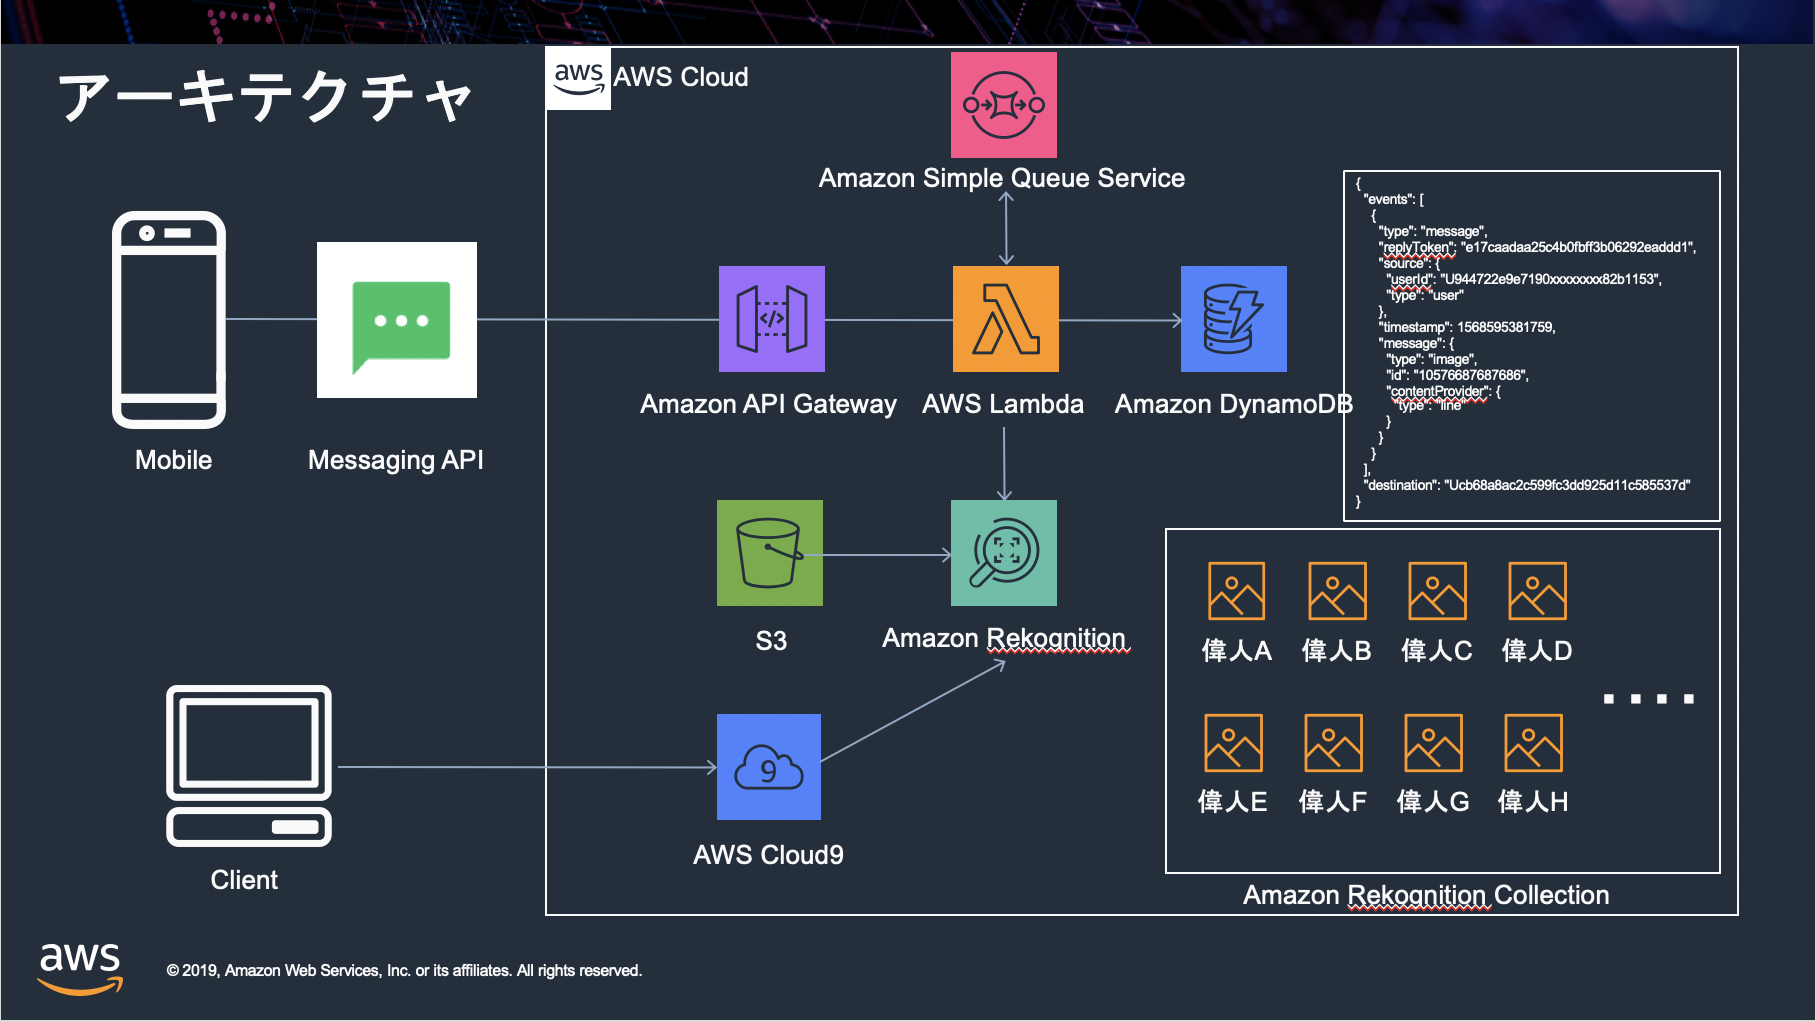 アーキテクチャ
aws
AWS Cloud
Amazon Simple Queue Service
Mobile
Messaging API
Amazon API Gateway
AWS Lambda
Amazon DynamoDB
{
"events": [
{
"type": "message",
"replyToken": "e17caadaa25c4b0fbff3b06292eaddd1",
"source": {
"userId": "U944722e9e7190xxxxxxxx82b1153",
"type": "user"
},
"timestamp": 1568595381759,
"message": {
"type": "image",
"id": "10576687687686",
"contentProvider": {
"type": "line"
}
}
}
],
"destination": "Ucb68a8ac2c599fc3dd925d11c585537d"
}
S3
Amazon Rekognition
偉人A
偉人B
偉人C
偉人D
偉人E
偉人F
偉人G
偉人H
Amazon Rekognition Collection
Client
9
AWS Cloud9
aws
© 2019, Amazon Web Services, Inc. or its affiliates. All rights reserved.